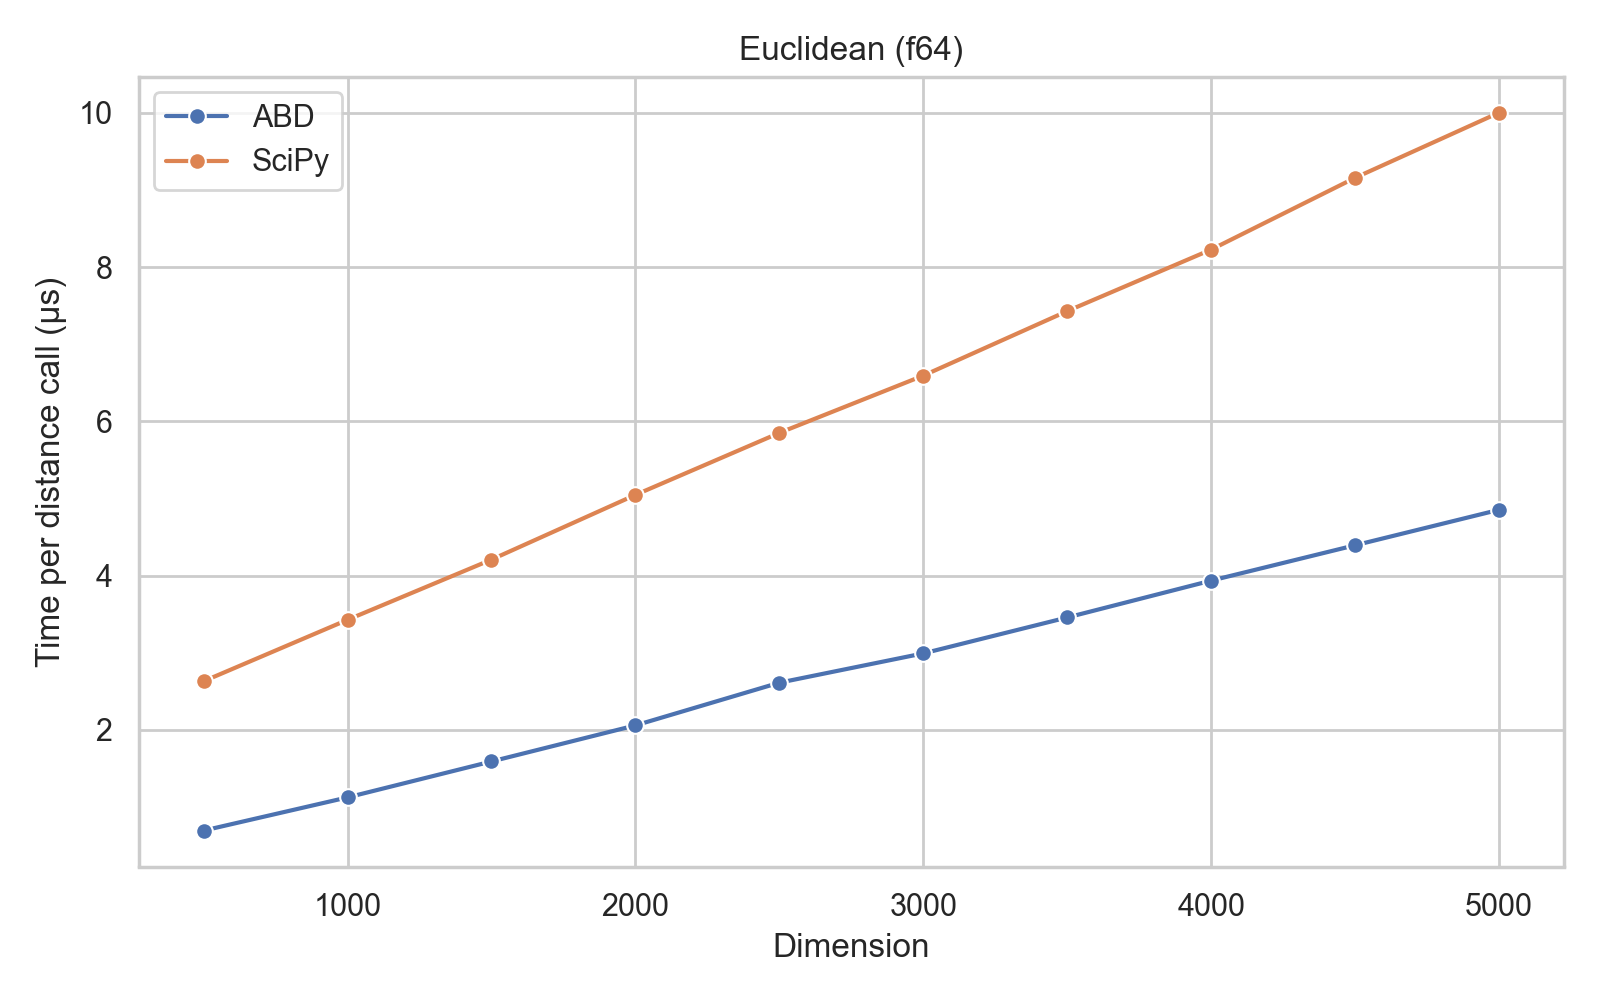 Euclidean (f64)
ABD
SciPy
Time per distance call (µs)
10
8
6
4
2
1000
2000
3000
4000
5000
Dimension